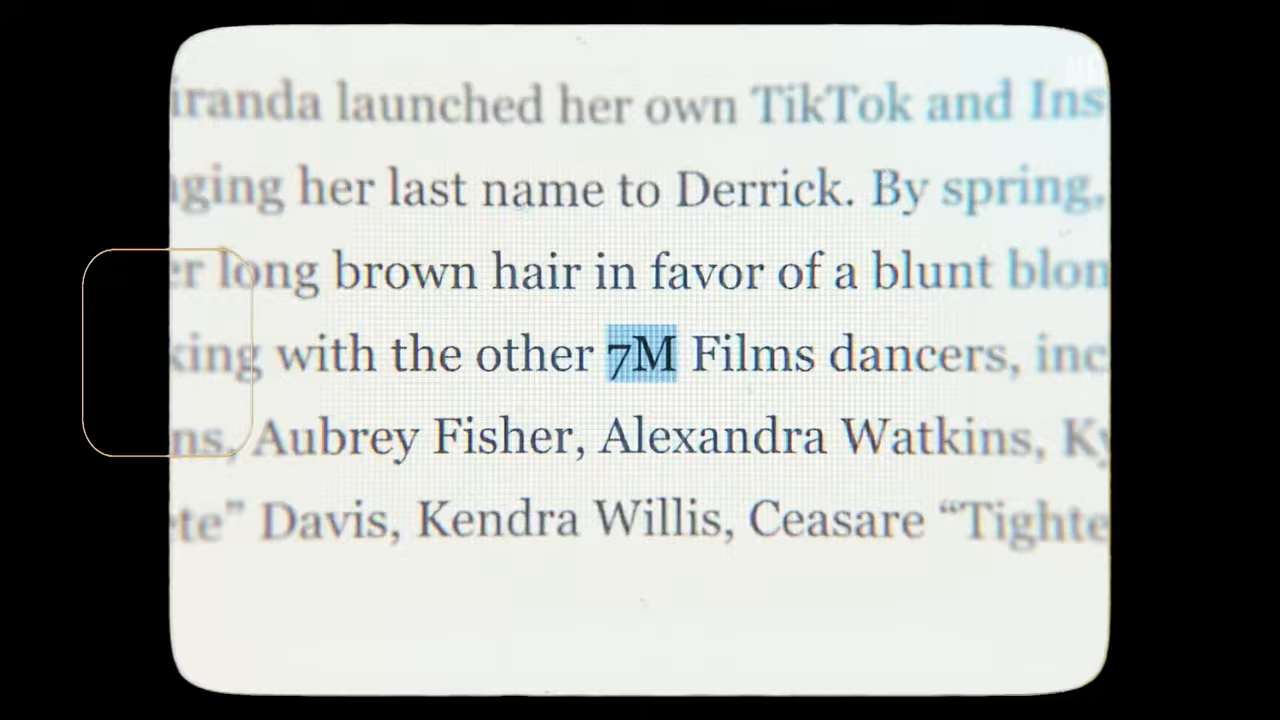 iranda launched her own TikTok and Ins
ging her last name to Derrick. By spring,
er long brown hair in favor of a blunt blon
king with the other 7M Films dancers, inc
ns, Aubrey Fisher, Alexandra Watkins, Ky
te” Davis, Kendra Willis, Ceasare “Tighte